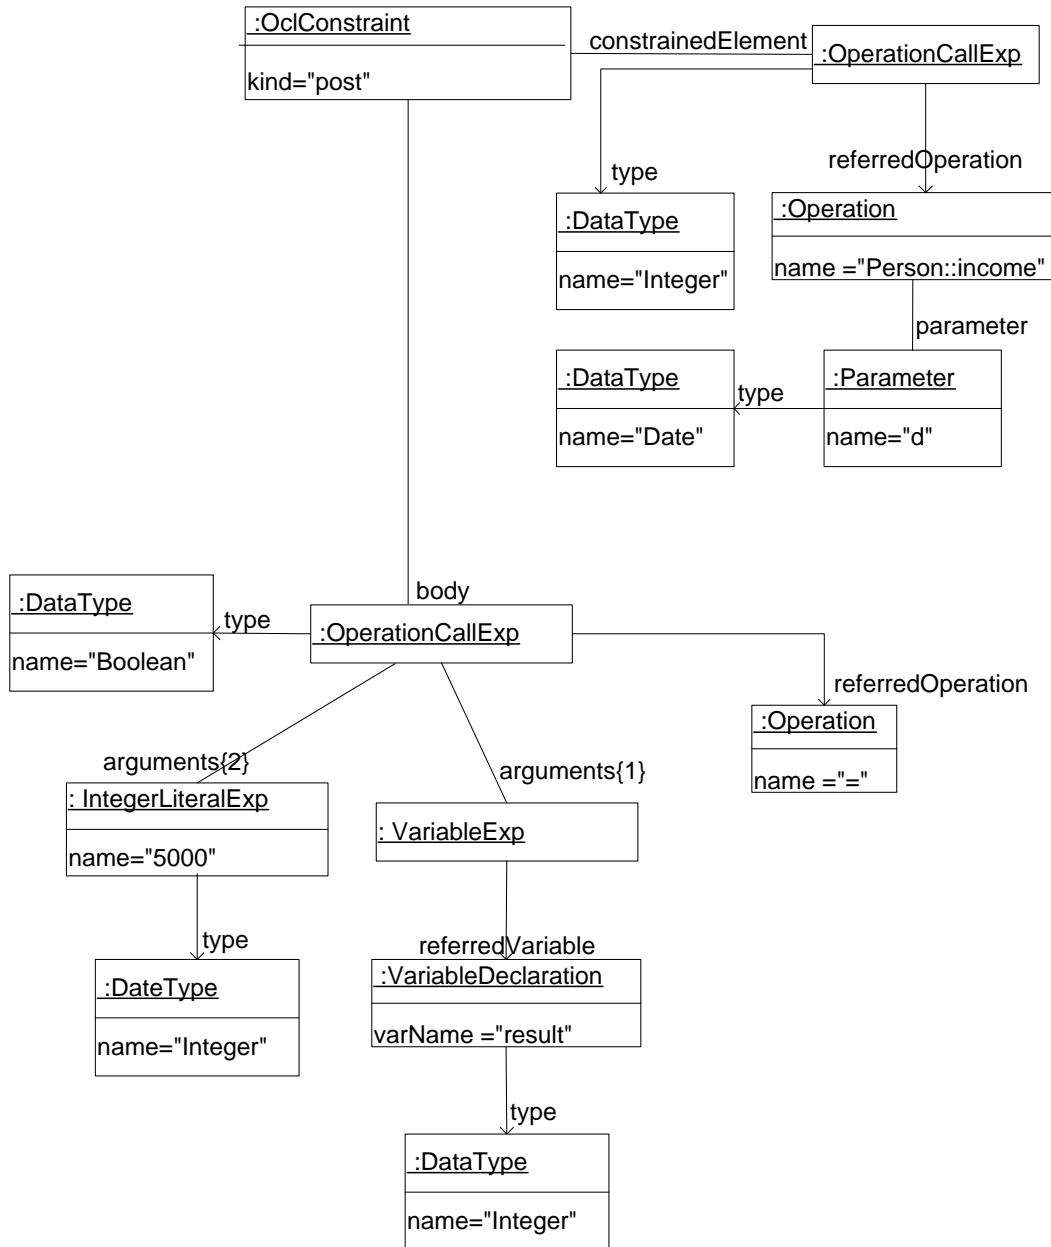 :OclConstraint
kind="post"
constrainedElement
:OperationCallExp
type
referredOperation
:DataType
name="Integer"
:Operation
name ="Person::income"
parameter
:DataType
name="Date"
type
:Parameter
name="d"
body
:DataType
name="Boolean"
type
:OperationCallExp
referredOperation
:Operation
name ="="
arguments{2}
arguments{1}
: IntegerLiteralExp
name="5000"
: VariableExp
type
referredVariable
:DateType
name="Integer"
:VariableDeclaration
varName ="result"
type
:DataType
name="Integer"